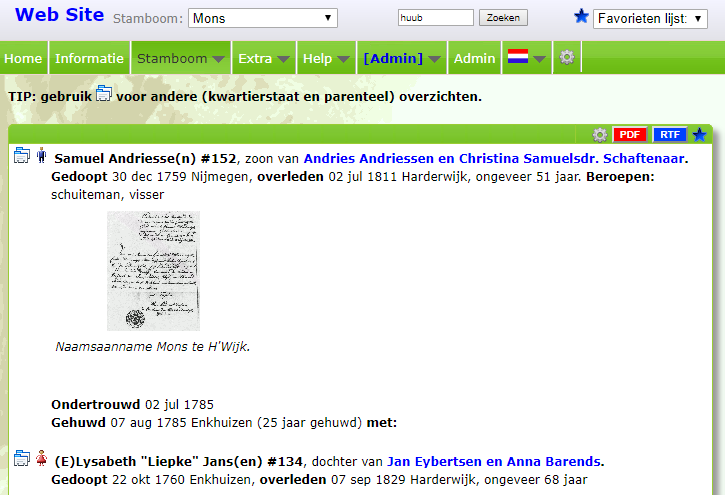 Web Site Stamboom: Mons huub Zoeken Favorieten lijst:
Home Informatie Stamboom Extra Help [Admin] Admin
TIP: gebruik voor andere (kwartierstaat en parenteel) overzichten.
PDF RTF
Samuel Andriesse(n) #152, zoon van Andries Andriessen en Christina Samuelsdr. Schaftenaar.
Gedoopt 30 dec 1759 Nijmegen, overleden 02 jul 1811 Harderwijk, ongeveer 51 jaar. Beroepen:
schuiteman, visser
Naamsaanname Mons te H'Wijk.
Ondertrouwd 02 jul 1785
Gehuwd 07 aug 1785 Enkhuizen (25 jaar gehuwd) met:
(E)Lysabeth "Liepke" Jans(en) #134, dochter van Jan Eybertsen en Anna Barends.
Gedoopt 22 okt 1760 Enkhuizen, overleden 07 sep 1829 Harderwijk, ongeveer 68 jaar